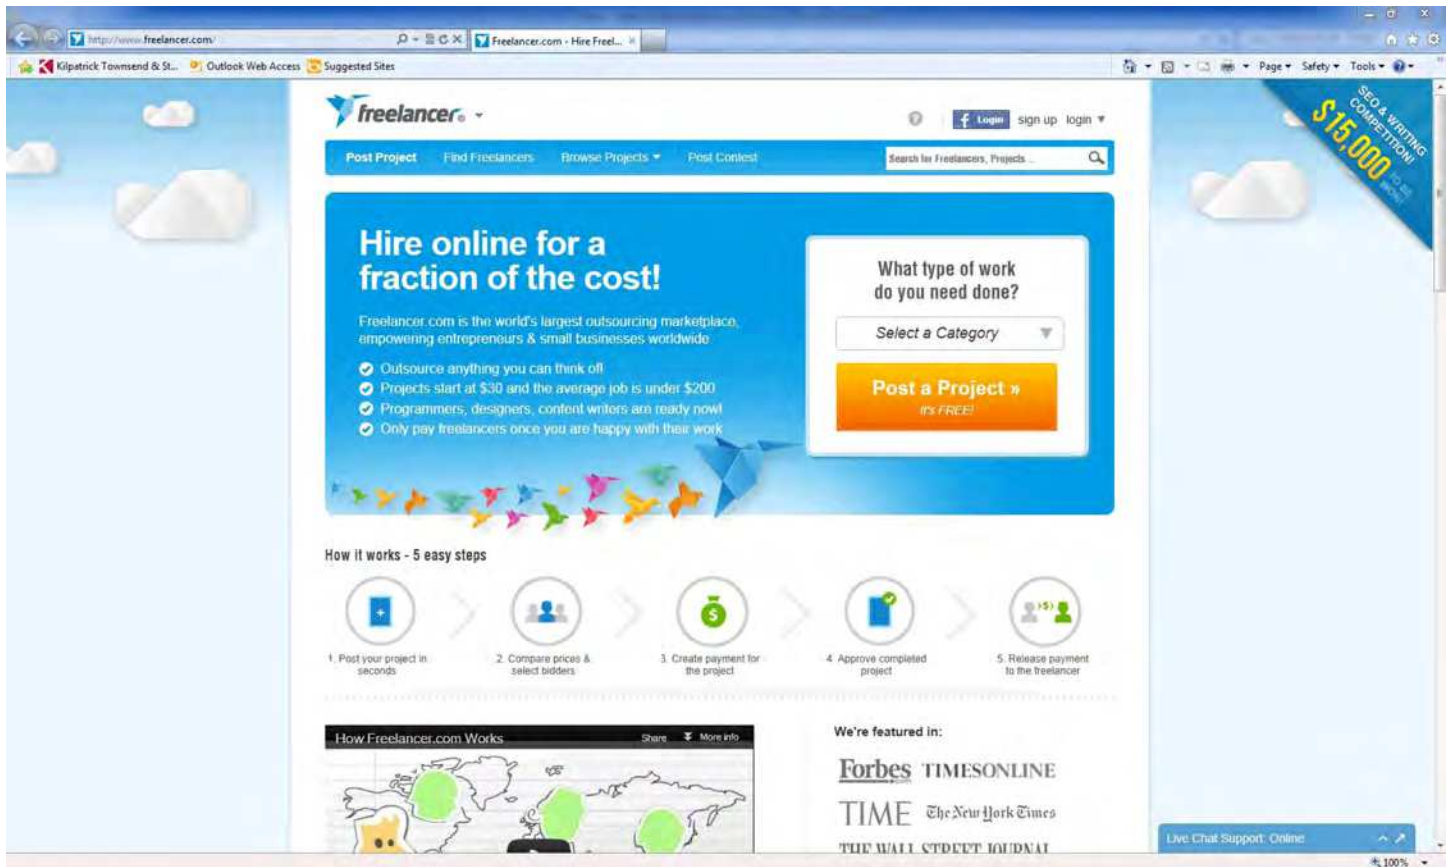 http://www.freelancer.com/
Freelancer.com - Hire Freel...
Kilpatrick Townsend & St...
Outlook Web Access
Suggested Sites
Page
Safety
Tools
freelancer
Login
sign up
login
SEO & WRITING
COMPETITION!
$15,000
TO BE
WON!
Post Project
Find Freelancers
Browse Projects
Post Contest
Search for Freelancers, Projects ...
Hire online for a
fraction of the cost!
Freelancer.com is the world's largest outsourcing marketplace,
empowering entrepreneurs & small businesses worldwide
Outsource anything you can think of!
Projects start at $30 and the average job is under $200
Programmers, designers, content writers are ready now!
Only pay freelancers once you are happy with their work
What type of work
do you need done?
Select a Category
Post a Project »
It's FREE!
How it works - 5 easy steps
1. Post your project in
seconds
2. Compare prices &
select bidders
3. Create payment for
the project
4. Approve completed
project
5. Release payment
to the freelancer
How Freelancer.com Works
Share
More info
We're featured in:
Forbes
TIMESONLINE
TIME
The New York Times
THE WALL STREET JOURNAL
Live Chat Support: Online
100%